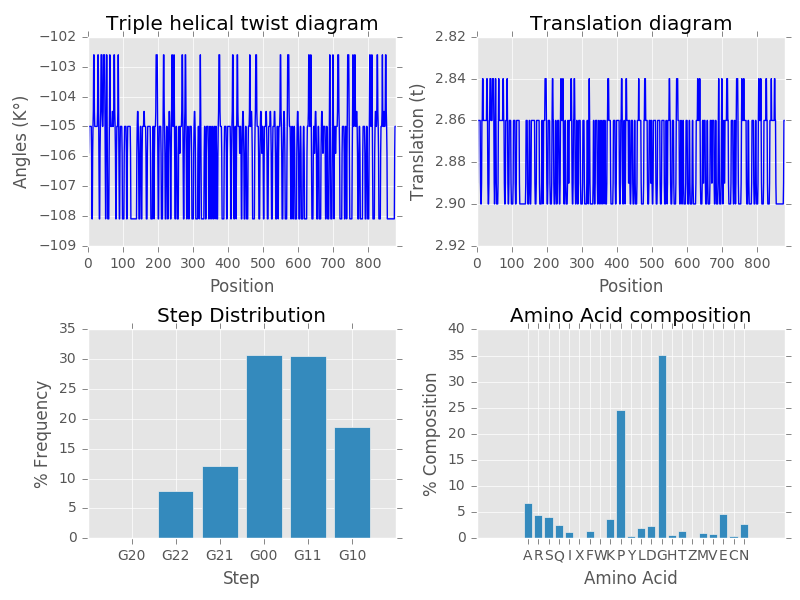 Triple helical twist diagram
Angles (K°)
−102
−103
−104
−105
−106
−107
−108
−109
0 100 200 300 400 500 600 700 800
Position
Translation diagram
Translation (t)
2.82
2.84
2.86
2.88
2.90
2.92
0 100 200 300 400 500 600 700 800
Position
Step Distribution
% Frequency
35
30
25
20
15
10
5
0
G20 G22 G21 G00 G11 G10
Step
Amino Acid composition
% Composition
40
35
30
25
20
15
10
5
0
A R S Q I X F W K P Y L D G H T Z M V E C N
Amino Acid